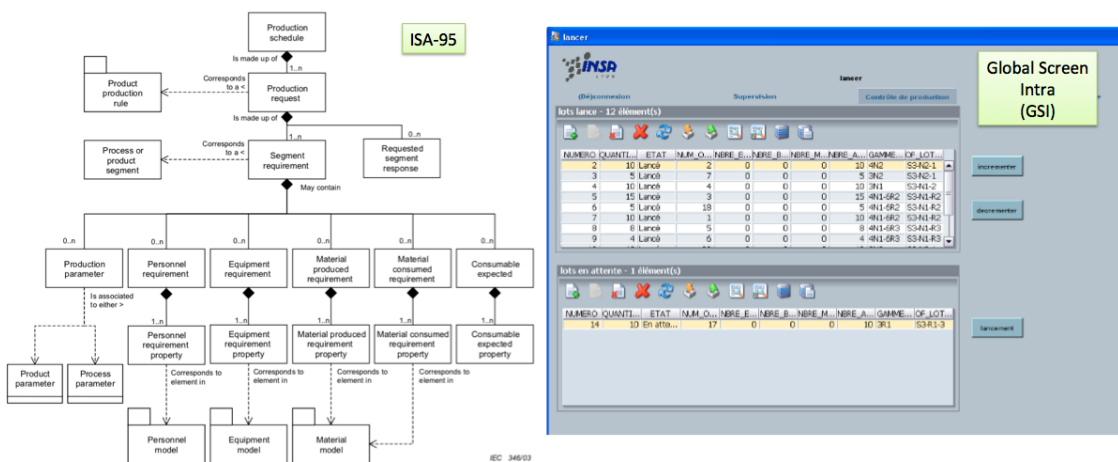 ISA-95
Production
schedule
Is made up of
1..n
Product
production
rule
Corresponds
to a <
Production
request
Is made up of
1..n
0..n
Process or
product
segment
Corresponds
to a <
Segment
requirement
Requested
segment
response
May contain
0..n 0..n 0..n 0..n 0..n 0..n
Production
parameter
Personnel
requirement
Equipment
requirement
Material
produced
requirement
Material
consumed
requirement
Consumable
expected
Is associated
to either >
1..n 1..n 1..n 1..n 1..n
Personnel
requirement
property
Equipment
requirement
property
Material produced
requirement
property
Material consumed
requirement
property
Consumable
expected
property
Product
parameter
Process
parameter
Corresponds to
element in
Corresponds to
element in
Corresponds to
element in
Corresponds to
element in
Personnel
model
Equipment
model
Material
model
IEC 346/03
lancer
INSA
LYON
lancer
(Dé)connexion Supervision Contrôle de production
Global Screen
Intra
(GSI)
lots lance - 12 élément(s)
NUMERO QUANTI... ETAT NUM_O... NBRE_E... NBRE_B... NBRE_M... NBRE_A... GAMME... OF_LOT...
2 10 Lancé 2 0 0 0 10 4N2 S3-N2-1
3 5 Lancé 7 0 0 0 5 3N2 S3-N2-1
4 10 Lancé 4 0 0 0 10 3N1 S3-N1-2
5 15 Lancé 3 0 0 0 15 4N1-6R2 S3-N1-R2
6 5 Lancé 18 0 0 0 5 4N1-6R2 S3-N1-R2
7 10 Lancé 1 0 0 0 10 4N1-6R2 S3-N1-R2
8 8 Lancé 5 0 0 0 8 4N1-6R3 S3-N1-R3
9 4 Lancé 6 0 0 0 4 4N1-6R3 S3-N1-R3
incrementer
decrementer
lots en attente - 1 élément(s)
NUMERO QUANTI... ETAT NUM_O... NBRE_E... NBRE_B... NBRE_M... NBRE_A... GAMME... OF_LOT...
14 10 En atte... 17 0 0 0 10 3R1 S3-R1-3
lancement